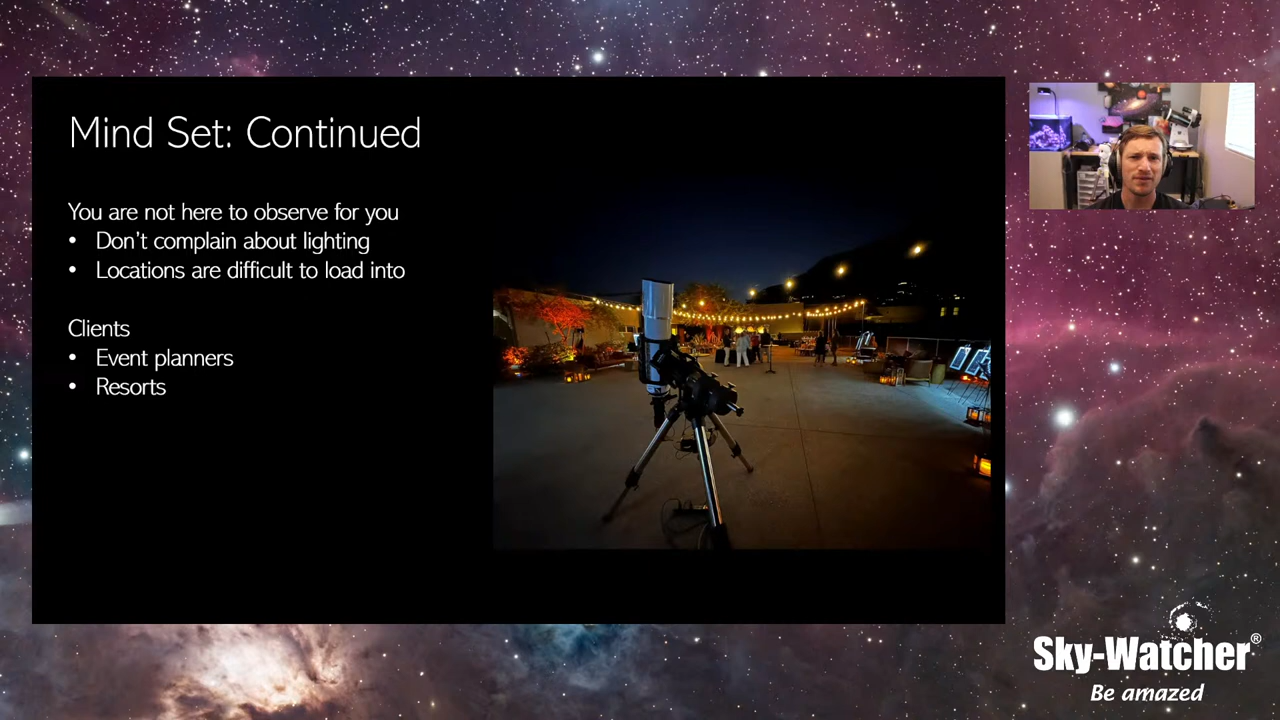 Mind Set: Continued
You are not here to observe for you
• Don't complain about lighting
• Locations are difficult to load into
Clients
• Event planners
• Resorts
Sky-Watcher®
Be amazed